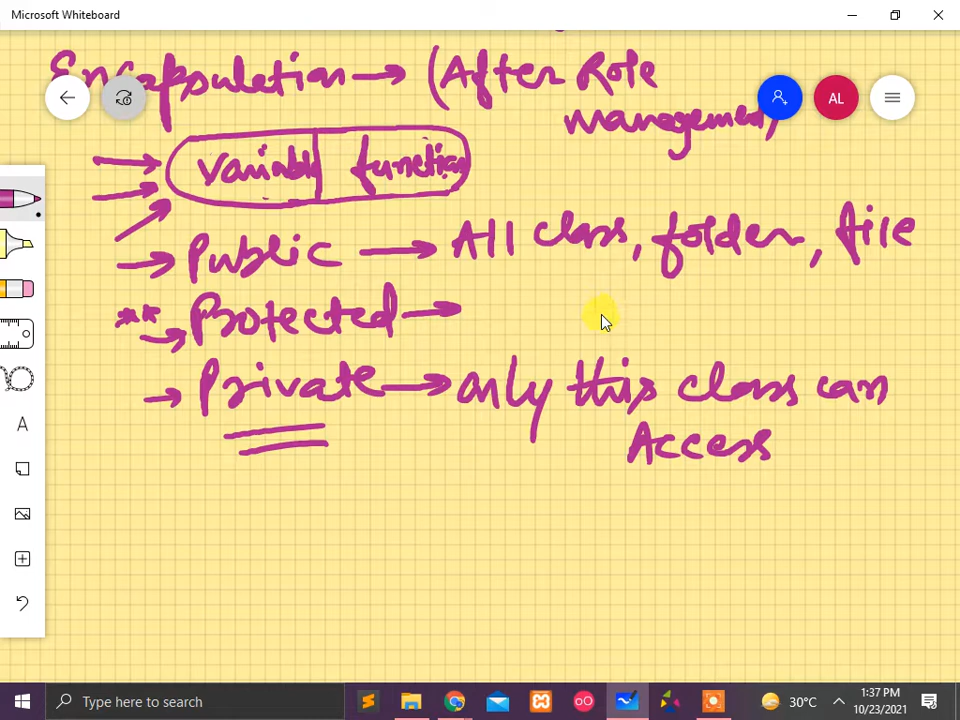 Microsoft Whiteboard
Encapsulation → (After Role
management)
AL
variable function
→ Public → All class, folder, file
** → Protected →
→ Private → only this class can
Access
A
Type here to search
30°C
1:37 PM
10/23/2021